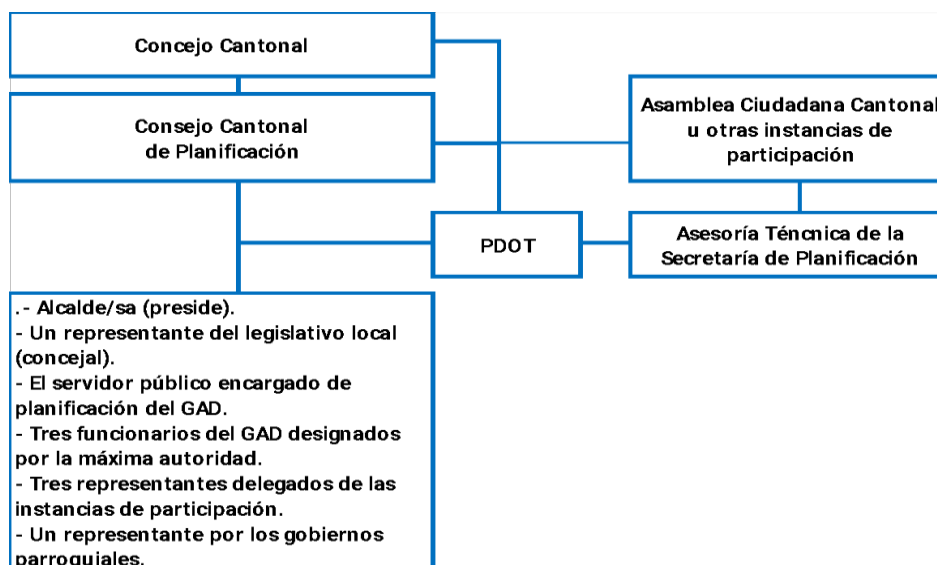 Concejo Cantonal
Consejo Cantonal
de Planificación
Asamblea Ciudadana Cantonal
u otras instancias de
participación
PDOT
Asesoría Téncnica de la
Secretaría de Planificación
.- Alcalde/sa (preside).
- Un representante del legislativo local
(concejal).
- El servidor público encargado de
planificación del GAD.
- Tres funcionarios del GAD designados
por la máxima autoridad.
- Tres representantes delegados de las
instancias de participación.
- Un representante por los gobiernos
parroquiales.